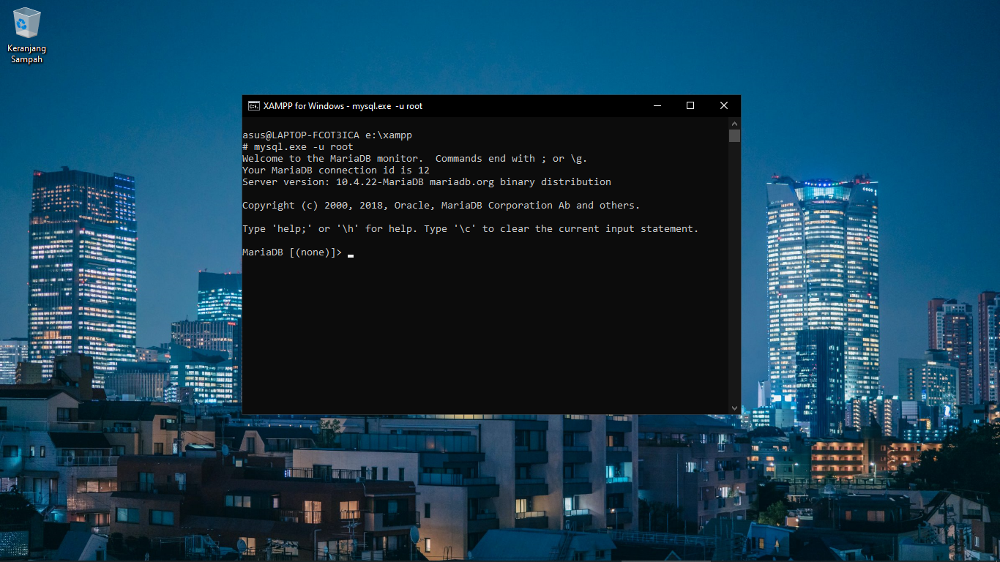 Keranjang
Sampah
XAMPP for Windows - mysql.exe  -u root
asus@LAPTOP-FCOT3ICA e:\xampp
# mysql.exe -u root
Welcome to the MariaDB monitor.  Commands end with ; or \g.
Your MariaDB connection id is 12
Server version: 10.4.22-MariaDB mariadb.org binary distribution
Copyright (c) 2000, 2018, Oracle, MariaDB Corporation Ab and others.
Type 'help;' or '\h' for help. Type '\c' to clear the current input statement.
MariaDB [(none)]> _